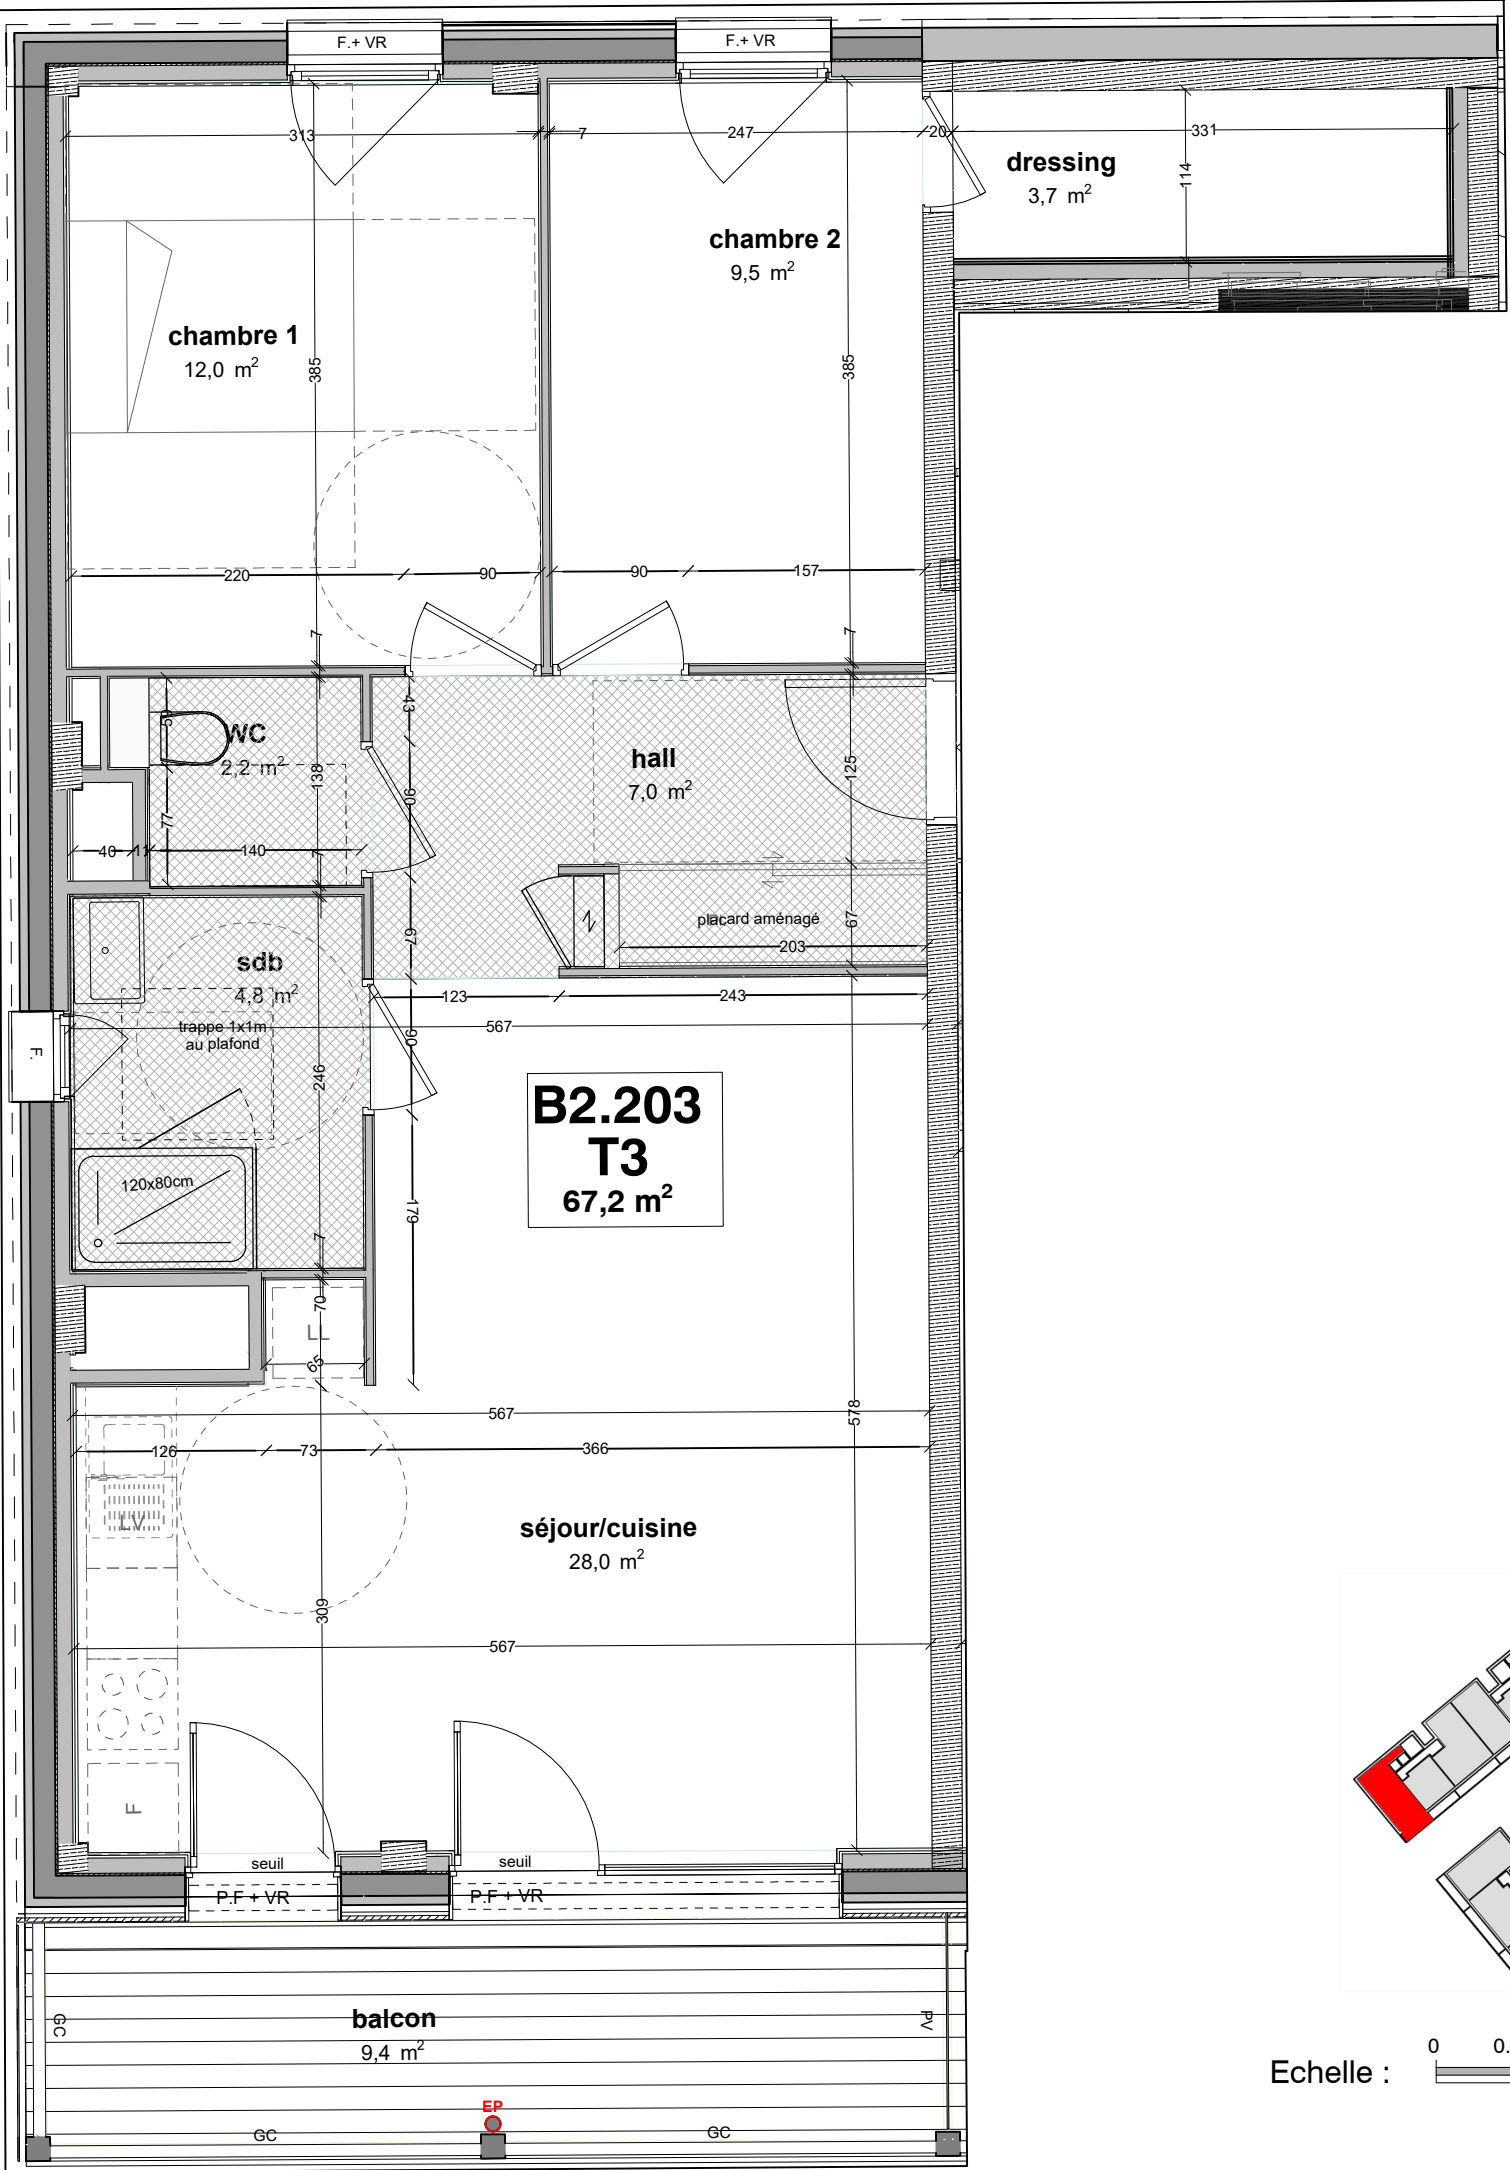 F.+ VR
F.+ VR
313
7
247
20
331
dressing
3,7 m²
114
chambre 2
9,5 m²
chambre 1
12,0 m²
385
385
220
90
90
157
7
7
43
WC
2,2 m²
138
hall
7,0 m²
125
90
77
40
11
140
7
placard aménagé
67
203
67
sdb
4,8 m²
123
243
trappe 1x1m
au plafond
567
90
F.
246
B2.203
T3
67,2 m²
120x80cm
179
7
70
LL
65
567
578
126
73
366
LV
séjour/cuisine
28,0 m²
309
567
F
seuil
seuil
P.F + VR
P.F + VR
balcon
9,4 m²
GC
PV
EP
GC
GC
0
0.
Echelle :